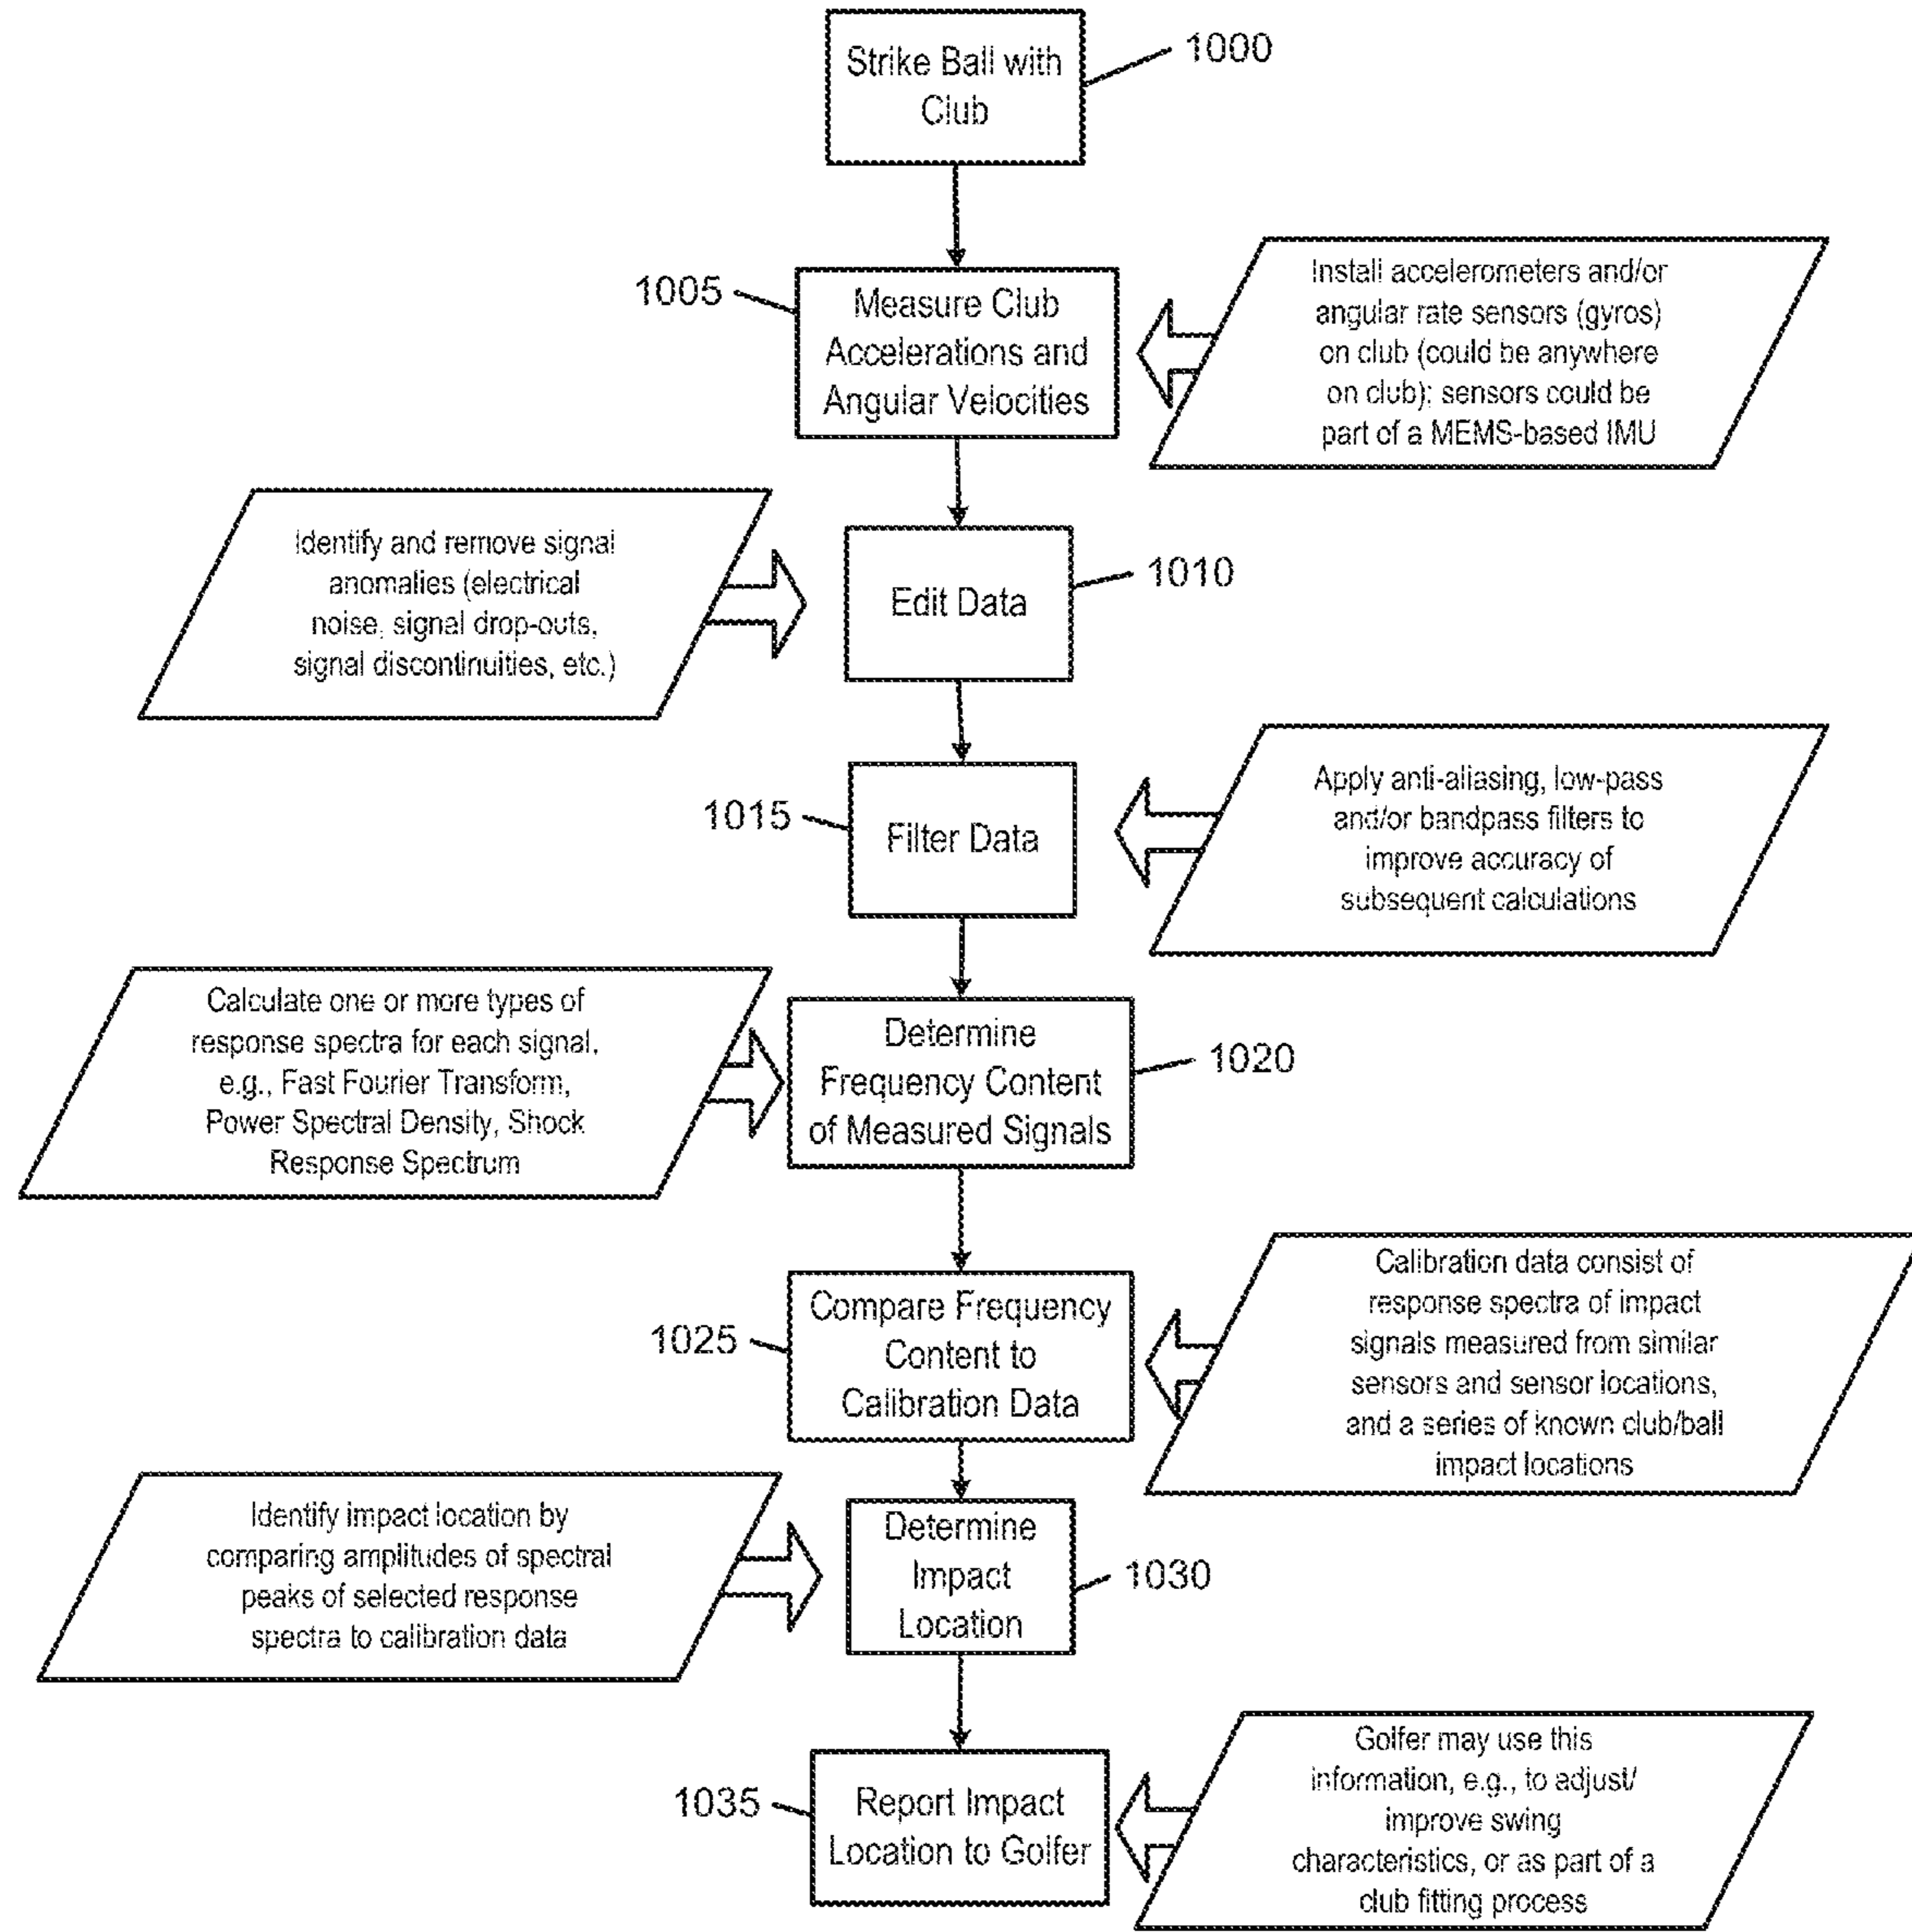 Strike Ball with
Club
1000
1005
Measure Club
Accelerations and
Angular Velocities
Install accelerometers and/or
angular rate sensors (gyros)
on club (could be anywhere
on club); sensors could be
part of a MEMS-based IMU
Identify and remove signal
anomalies (electrical
noise, signal drop-outs,
signal discontinuities, etc.)
Edit Data
1010
1015
Filter Data
Apply anti-aliasing, low-pass
and/or bandpass filters to
improve accuracy of
subsequent calculations
Calculate one or more types of
response spectra for each signal,
e.g., Fast Fourier Transform,
Power Spectral Density, Shock
Response Spectrum
Determine
Frequency Content
of Measured Signals
1020
1025
Compare Frequency
Content to
Calibration Data
Calibration data consist of
response spectra of impact
signals measured from similar
sensors and sensor locations,
and a series of known club/ball
impact locations
Identify impact location by
comparing amplitudes of spectral
peaks of selected response
spectra to calibration data
Determine
Impact
Location
1030
1035
Report Impact
Location to Golfer
Golfer may use this
information, e.g., to adjust/
improve swing
characteristics, or as part of a
club fitting process